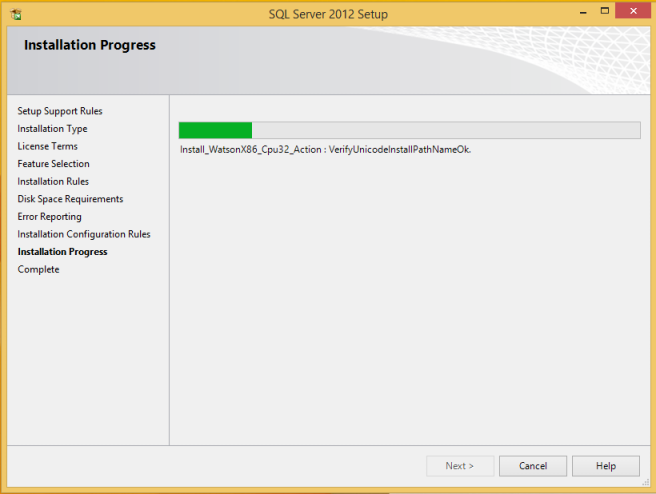 SQL Server 2012 Setup
Installation Progress
Setup Support Rules
Installation Type
License Terms
Feature Selection
Installation Rules
Disk Space Requirements
Error Reporting
Installation Configuration Rules
Installation Progress
Complete
Install_WatsonX86_Cpu32_Action : VerifyUnicodeInstallPathNameOk.
Next >
Cancel
Help